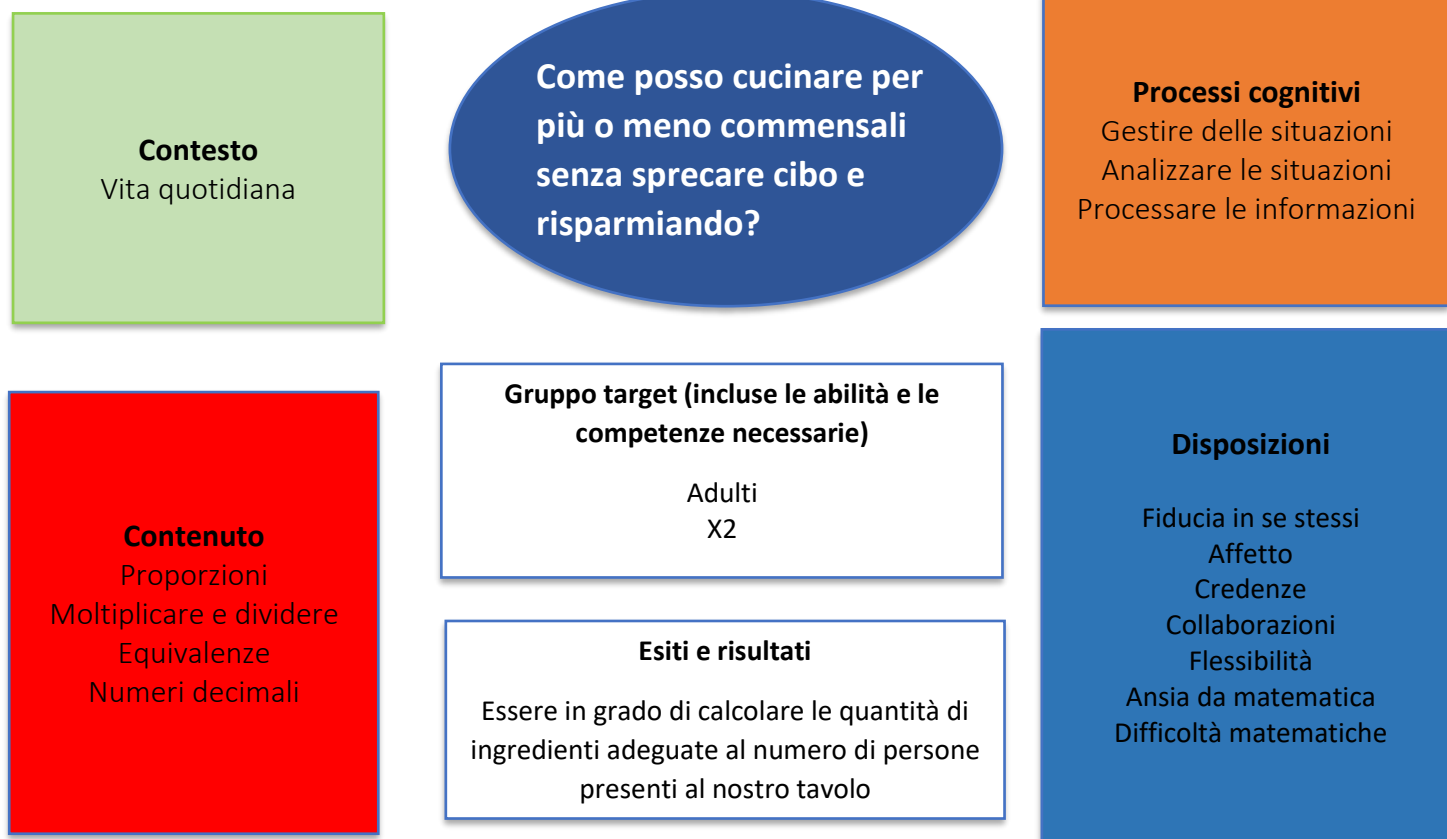 Contesto
Vita quotidiana
Come posso cucinare per
più o meno commensali
senza sprecare cibo e
risparmiando?
Processi cognitivi
Gestire delle situazioni
Analizzare le situazioni
Processare le informazioni
Contenuto
Proporzioni
Moltiplicare e dividere
Equivalenze
Numeri decimali
Gruppo target (incluse le abilità e le
competenze necessarie)
Adulti
X2
Esiti e risultati
Essere in grado di calcolare le quantità di
ingredienti adeguate al numero di persone
presenti al nostro tavolo
Disposizioni
Fiducia in se stessi
Affetto
Credenze
Collaborazioni
Flessibilità
Ansia da matematica
Difficoltà matematiche